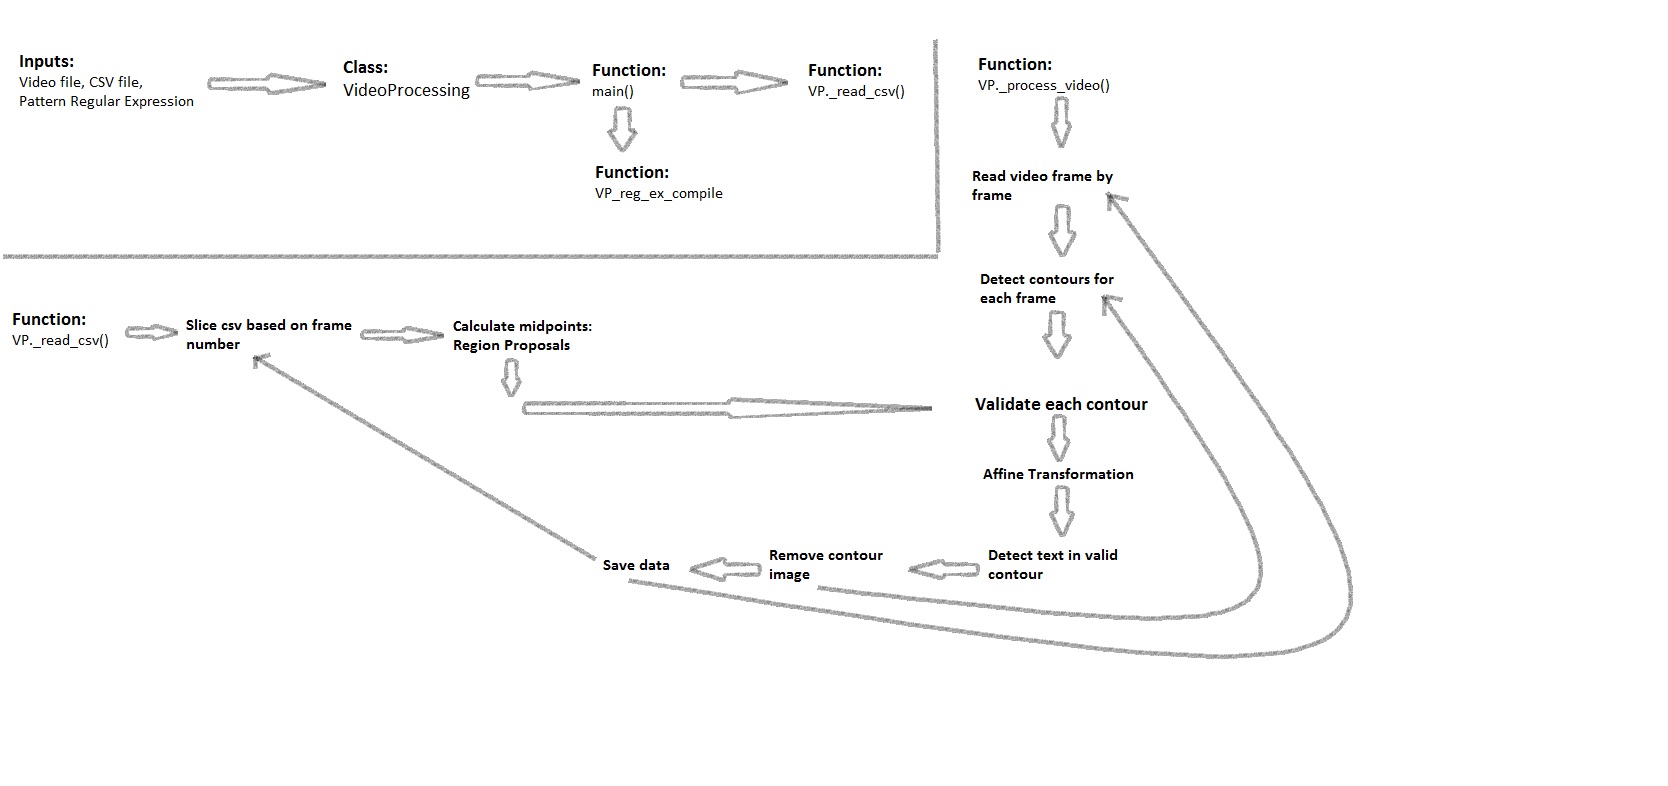 Inputs:
Video file, CSV file,
Pattern Regular Expression
Class:
VideoProcessing
Function:
main()
Function:
VP._read_csv()
Function:
VP_reg_ex_compile
Function:
VP._process_video()
Read video frame by
frame
Detect contours for
each frame
Function:
VP._read_csv()
Slice csv based on frame
number
Calculate midpoints:
Region Proposals
Validate each contour
Affine Transformation
Detect text in valid
contour
Remove contour
image
Save data